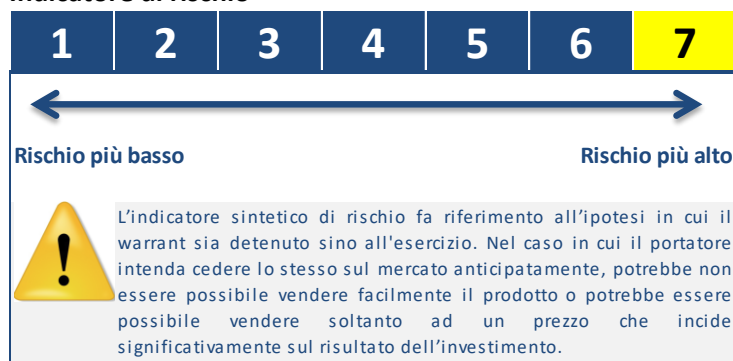 1 2 3 4 5 6 7
Rischio più basso Rischio più alto
L'indicatore sintetico di rischio fa riferimento all'ipotesi in cui il
warrant sia detenuto sino all'esercizio. Nel caso in cui il portatore
intenda cedere lo stesso sul mercato anticipatamente, potrebbe non
essere possibile vendere facilmente il prodotto o potrebbe essere
possibile vendere soltanto ad un prezzo che incide
significativamente sul risultato dell'investimento.